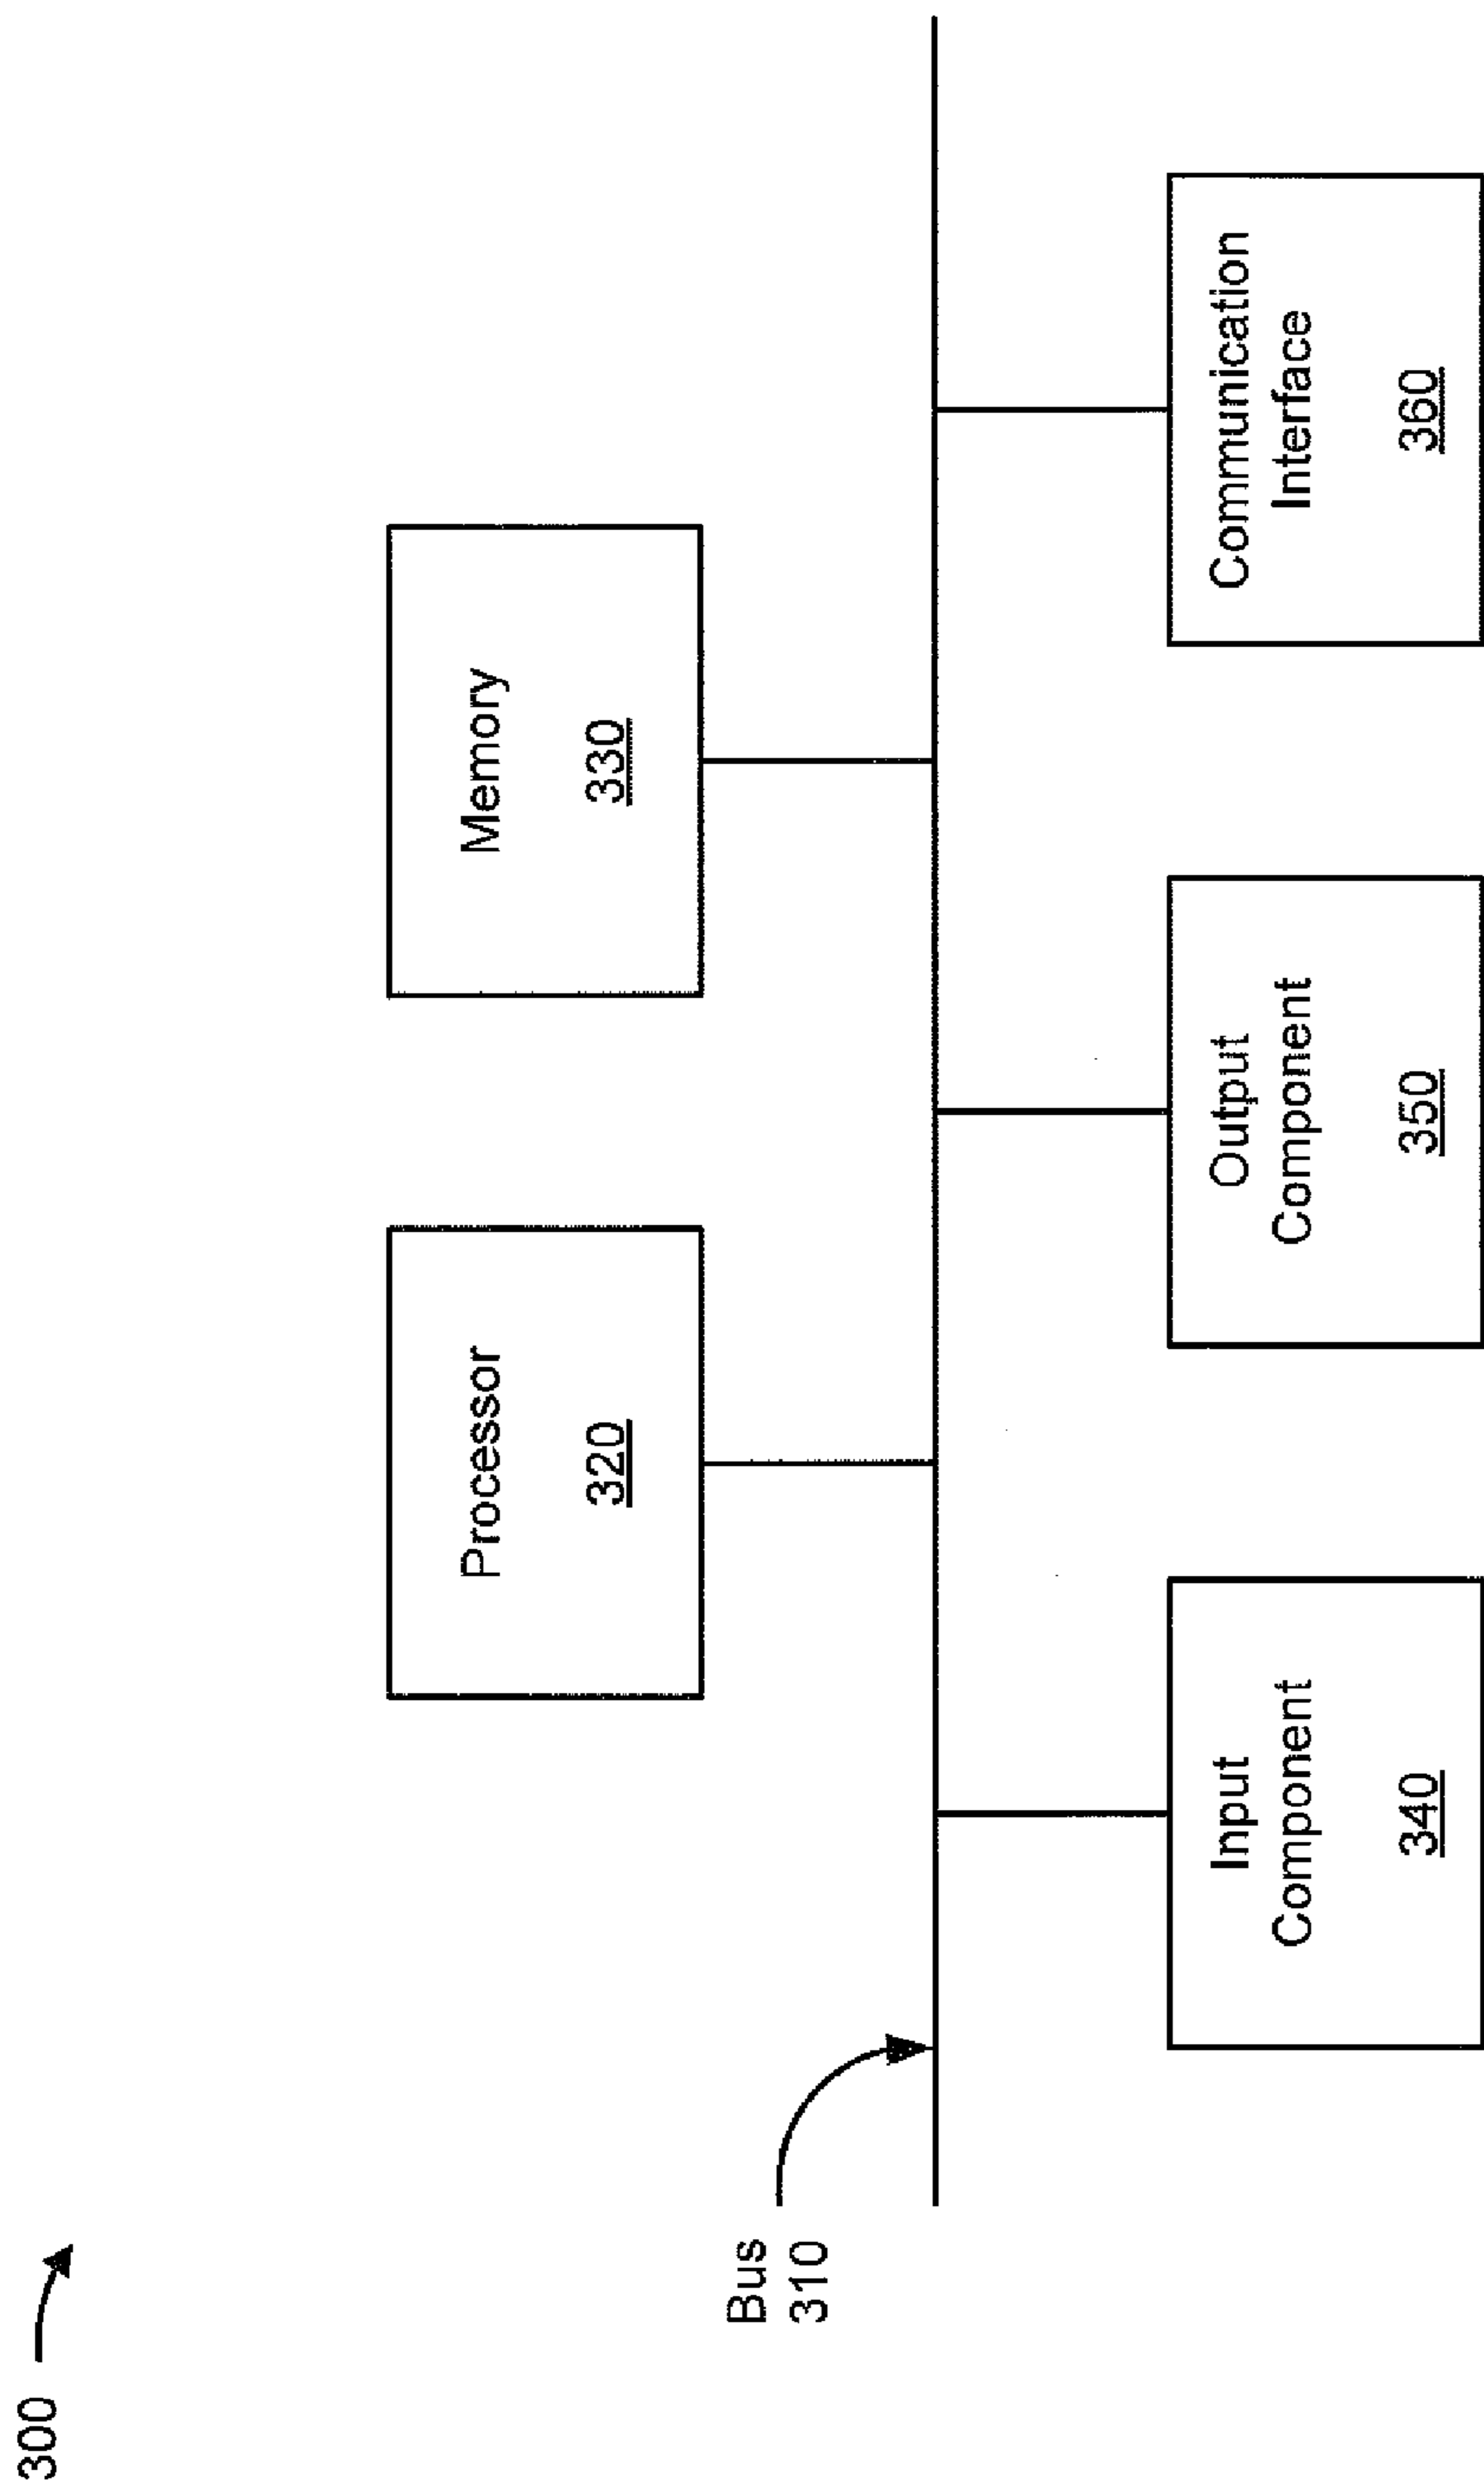 300
Bus
310
Processor
320
Memory
330
Input
Component
340
Output
Component
350
Communication
Interface
360